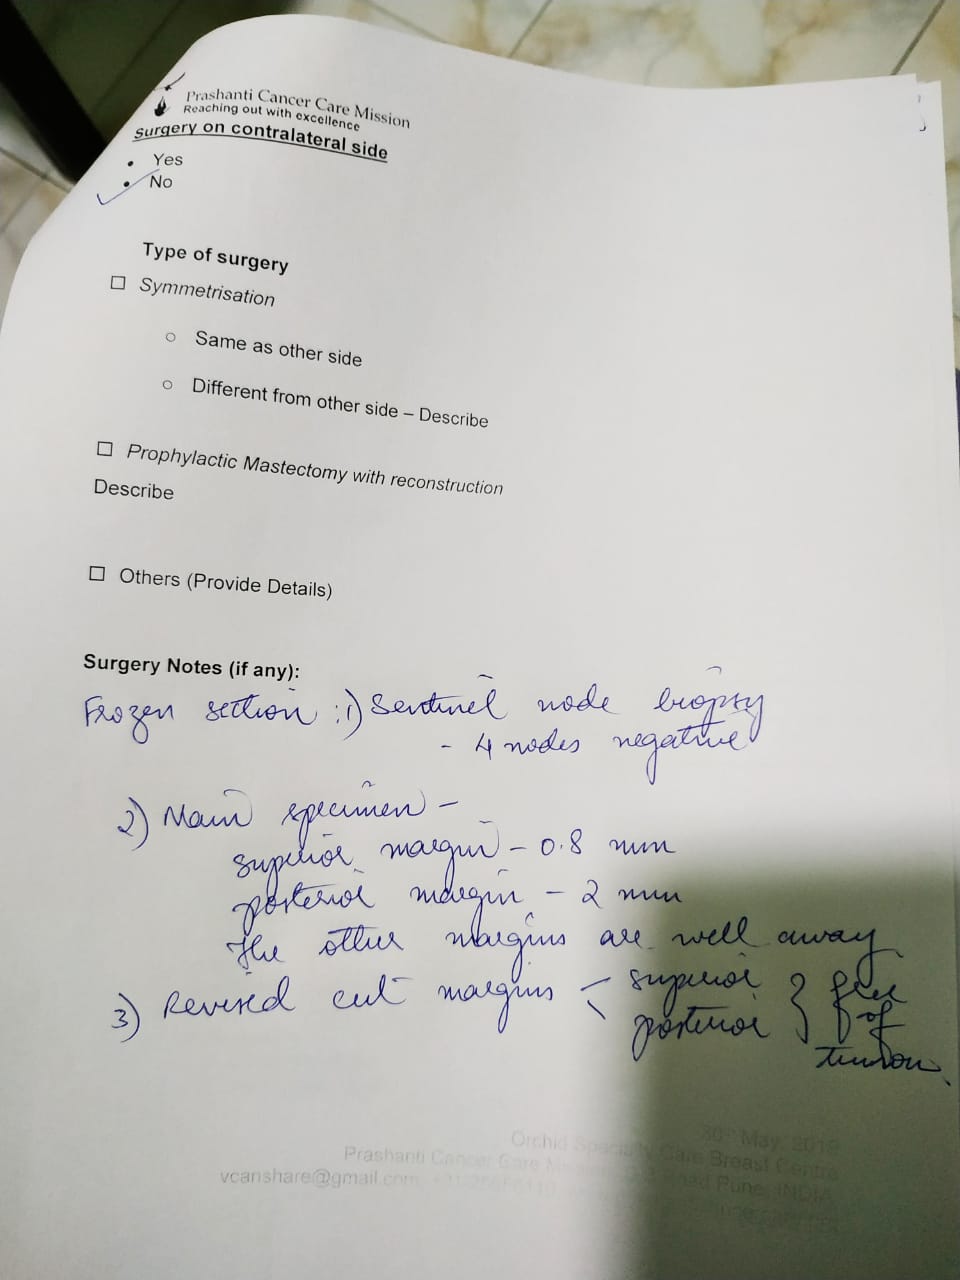 Prashanti Cancer Care Mission
Reaching out with excellence
Surgery on contralateral side
• Yes
• No
Type of surgery
☐ Symmetrisation
○ Same as other side
○ Different from other side – Describe
☐ Prophylactic Mastectomy with reconstruction
Describe
☐ Others (Provide Details)
Surgery Notes (if any):
Frozen section : 1) Sentinel node biopsy
- 4 nodes negative
2) Main specimen -
superior margin - 0.8 mm
posterior margin - 2 mm
The other margins are well away
3) Revised cut margins < superior } free
posterior of
30th May, 2019
Orchid Specialty Care Breast Centre
Prashanti Cancer Care
Road Pune, INDIA
vcanshare@gmail.com